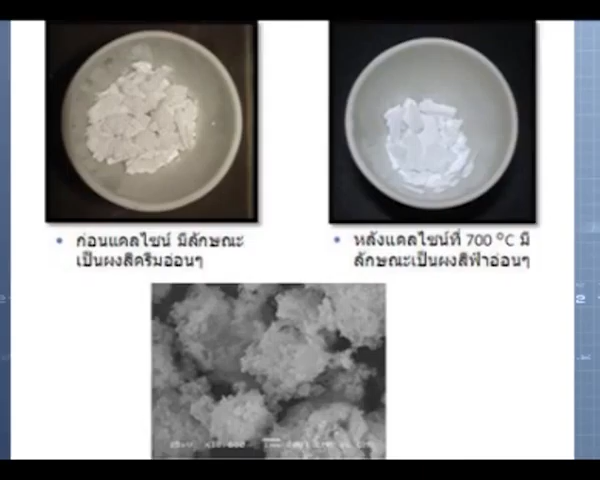 • ก่อนแคลไซน์ มีลักษณะ
เป็นผงสีครีมอ่อนๆ
• หลังแคลไซน์ที่ 700 °C มี
ลักษณะเป็นผงสีฟ้าอ่อนๆ